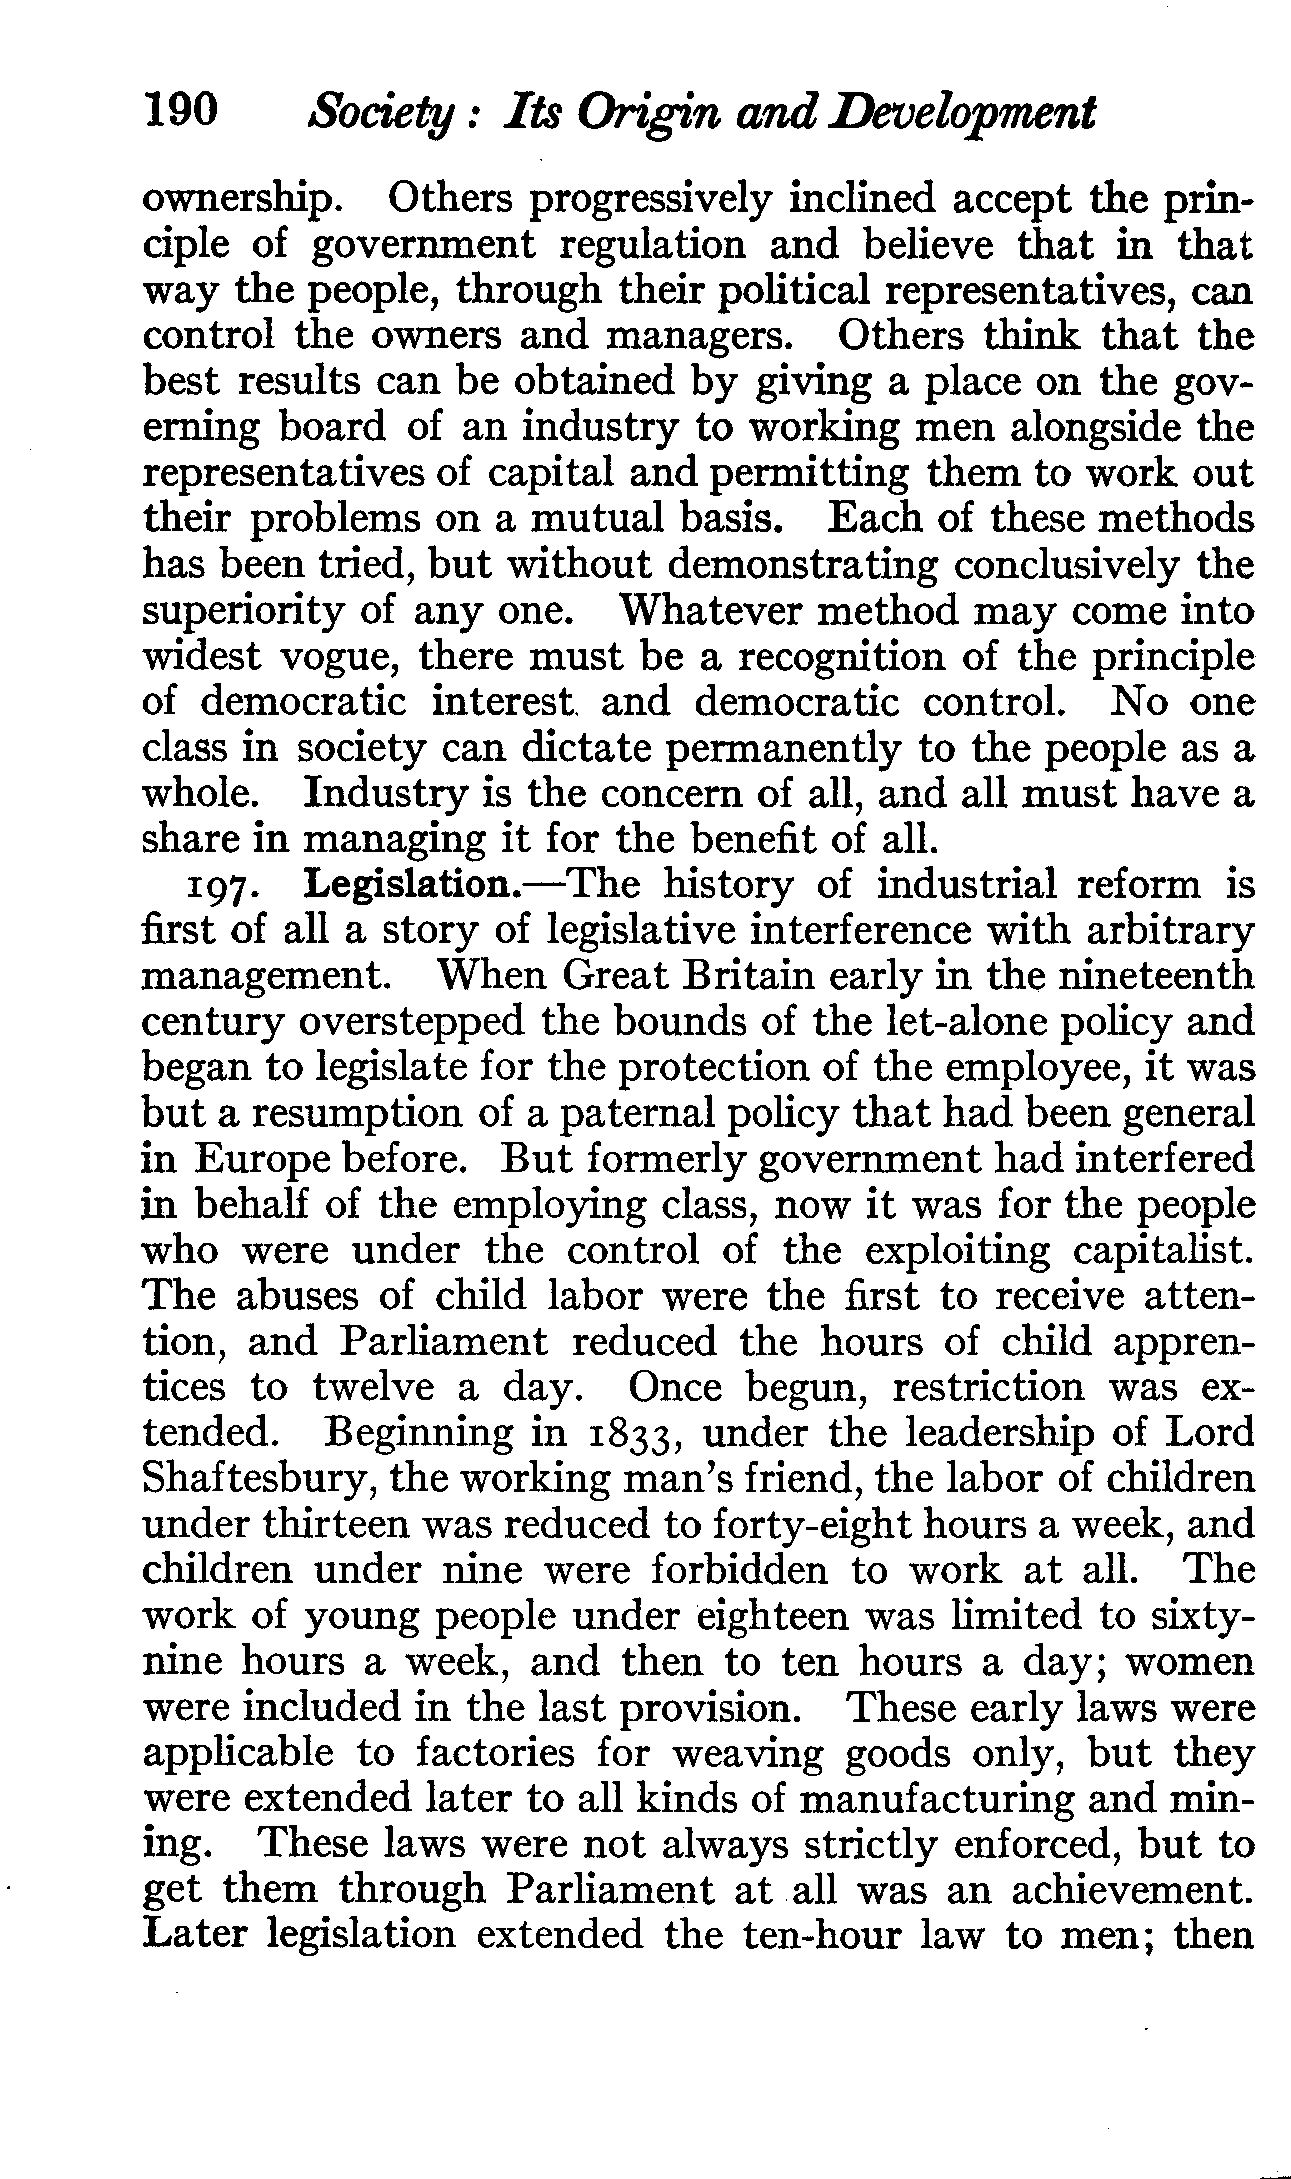 190 Society : Its Origin and Development
ownership. Others progressively inclined accept the prin-
ciple of government regulation and believe that in that
way the people, through their political representatives, can
control the owners and managers. Others think that the
best results can be obtained by giving a place on the gov-
erning board of an industry to working men alongside the
representatives of capital and permitting them to work out
their problems on a mutual basis. Each of these methods
has been tried, but without demonstrating conclusively the
superiority of any one. Whatever method may come into
widest vogue, there must be a recognition of the principle
of democratic interest and democratic control. No one
class in society can dictate permanently to the people as a
whole. Industry is the concern of all, and all must have a
share in managing it for the benefit of all.
197. Legislation.—The history of industrial reform is
first of all a story of legislative interference with arbitrary
management. When Great Britain early in the nineteenth
century overstepped the bounds of the let-alone policy and
began to legislate for the protection of the employee, it was
but a resumption of a paternal policy that had been general
in Europe before. But formerly government had interfered
in behalf of the employing class, now it was for the people
who were under the control of the exploiting capitalist.
The abuses of child labor were the first to receive atten-
tion, and Parliament reduced the hours of child appren-
tices to twelve a day. Once begun, restriction was ex-
tended. Beginning in 1833, under the leadership of Lord
Shaftesbury, the working man's friend, the labor of children
under thirteen was reduced to forty-eight hours a week, and
children under nine were forbidden to work at all. The
work of young people under eighteen was limited to sixty-
nine hours a week, and then to ten hours a day; women
were included in the last provision. These early laws were
applicable to factories for weaving goods only, but they
were extended later to all kinds of manufacturing and min-
ing. These laws were not always strictly enforced, but to
get them through Parliament at all was an achievement.
Later legislation extended the ten-hour law to men; then